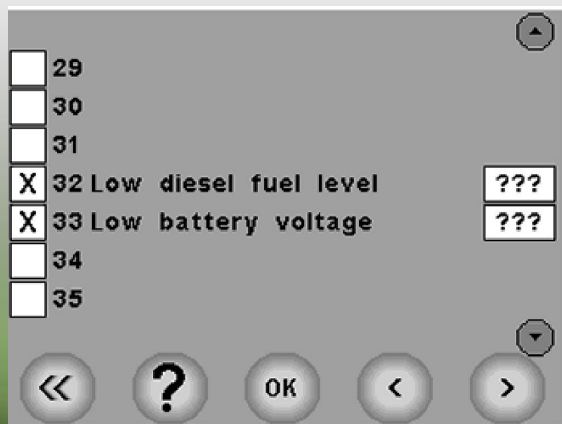 29
30
31
X 32 Low diesel fuel level ???
X 33 Low battery voltage ???
34
35
« ? OK < >